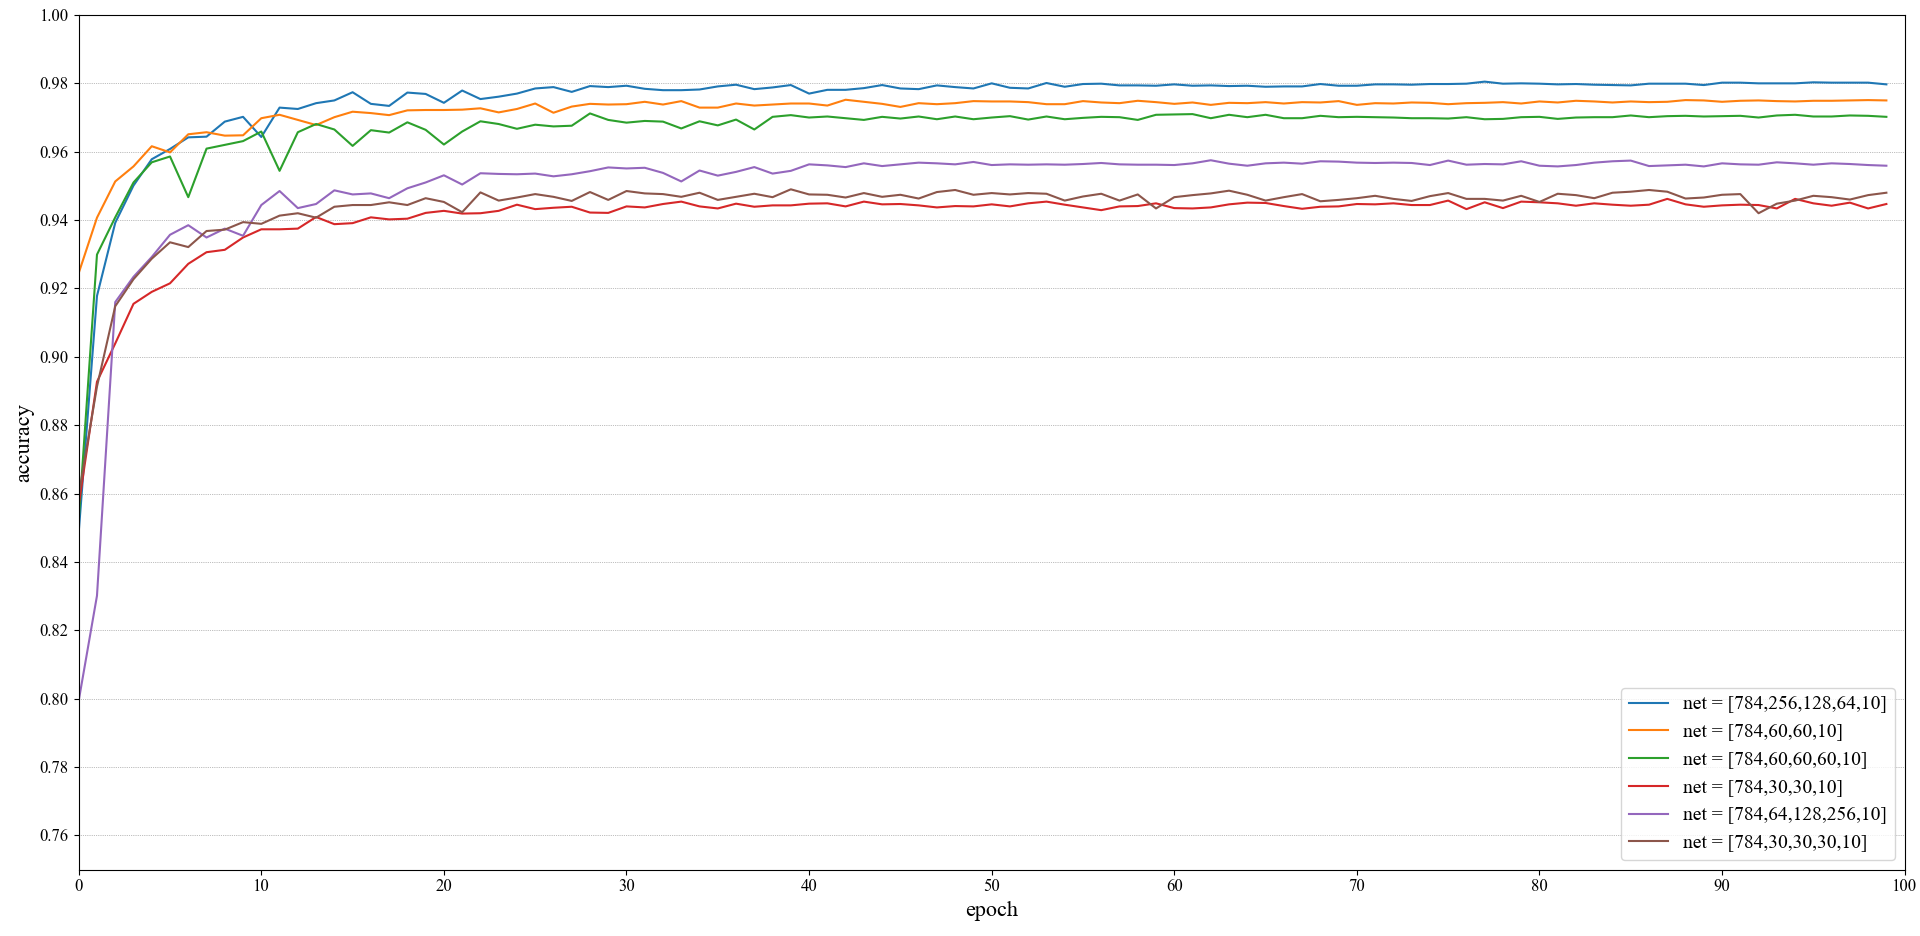 1.00
0.98
0.96
0.94
0.92
0.90
0.88
0.86
0.84
0.82
0.80
0.78
0.76
accuracy
0 10 20 30 40 50 60 70 80 90 100
epoch
net = [784,256,128,64,10]
net = [784,60,60,10]
net = [784,60,60,60,10]
net = [784,30,30,10]
net = [784,64,128,256,10]
net = [784,30,30,30,10]